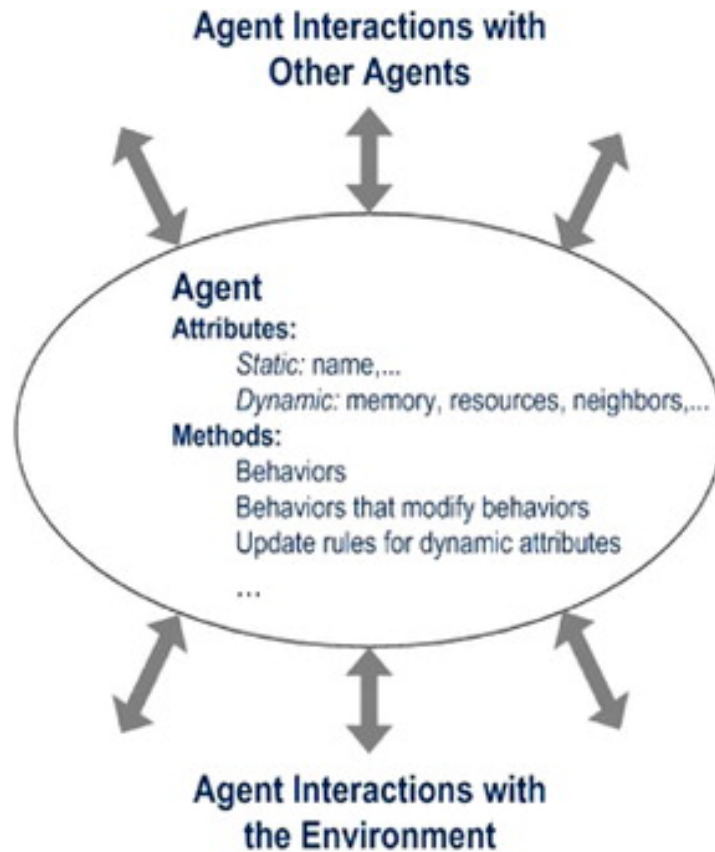 Agent Interactions with
Other Agents
Agent
Attributes:
Static: name,...
Dynamic: memory, resources, neighbors,...
Methods:
Behaviors
Behaviors that modify behaviors
Update rules for dynamic attributes
...
Agent Interactions with
the Environment